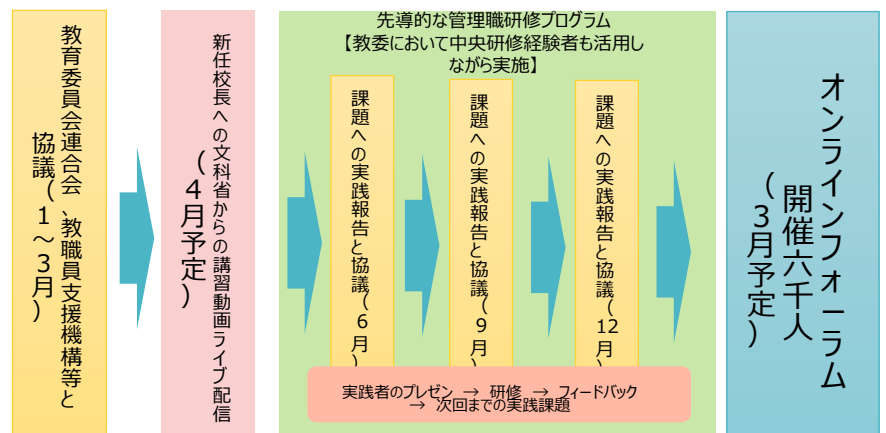 教育委員会連合会、教職員支援機構等と
協議(1～3月)
新任校長への文科省からの講習動画ライブ配信
(4月予定)
先導的な管理職研修プログラム
【教委において中央研修経験者も活用し
ながら実施】
課題への実践報告と協議(6月)
課題への実践報告と協議(9月)
課題への実践報告と協議(12月)
実践者のプレゼン → 研修 → フィードバック
→ 次回までの実践課題
オンラインフォーラム
開催六千人
(3月予定)